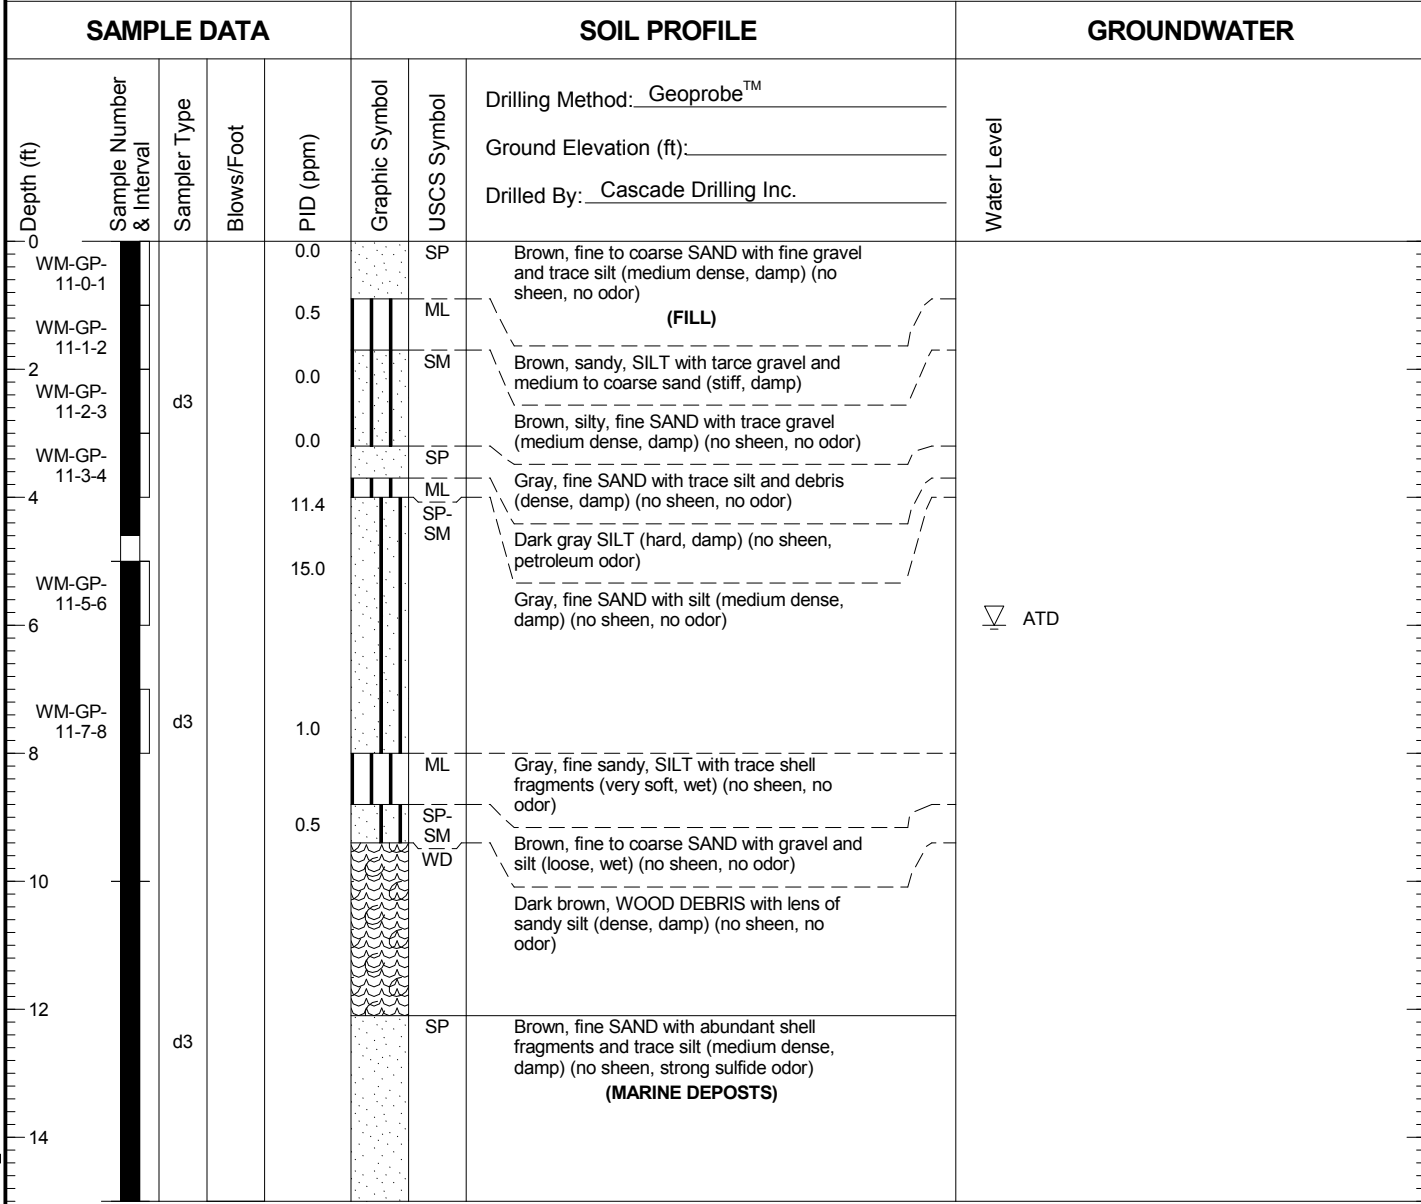 SAMPLE DATA
SOIL PROFILE
GROUNDWATER
Depth (ft)
Sample Number
& Interval
Sampler Type
Blows/Foot
PID (ppm)
Graphic Symbol
USCS Symbol
Drilling Method: Geoprobe™
Ground Elevation (ft):
Drilled By: Cascade Drilling Inc.
Water Level
0
WM-GP-
11-0-1
0.0
SP
Brown, fine to coarse SAND with fine gravel
and trace silt (medium dense, damp) (no
sheen, no odor)
(FILL)
WM-GP-
11-1-2
0.5
ML
2
Brown, sandy, SILT with tarce gravel and
medium to coarse sand (stiff, damp)
WM-GP-
11-2-3
d3
0.0
SM
Brown, silty, fine SAND with trace gravel
(medium dense, damp) (no sheen, no odor)
WM-GP-
11-3-4
0.0
SP
Gray, fine SAND with trace silt and debris
(dense, damp) (no sheen, no odor)
4
11.4
ML
Dark gray SILT (hard, damp) (no sheen,
petroleum odor)
SP-
SM
15.0
WM-GP-
11-5-6
Gray, fine SAND with silt (medium dense,
damp) (no sheen, no odor)
6
ATD
WM-GP-
11-7-8
d3
1.0
8
ML
Gray, fine sandy, SILT with trace shell
fragments (very soft, wet) (no sheen, no
odor)
0.5
SP-
SM
Brown, fine to coarse SAND with gravel and
silt (loose, wet) (no sheen, no odor)
WD
10
Dark brown, WOOD DEBRIS with lens of
sandy silt (dense, damp) (no sheen, no
odor)
12
d3
SP
Brown, fine SAND with abundant shell
fragments and trace silt (medium dense,
damp) (no sheen, strong sulfide odor)
(MARINE DEPOSTS)
14